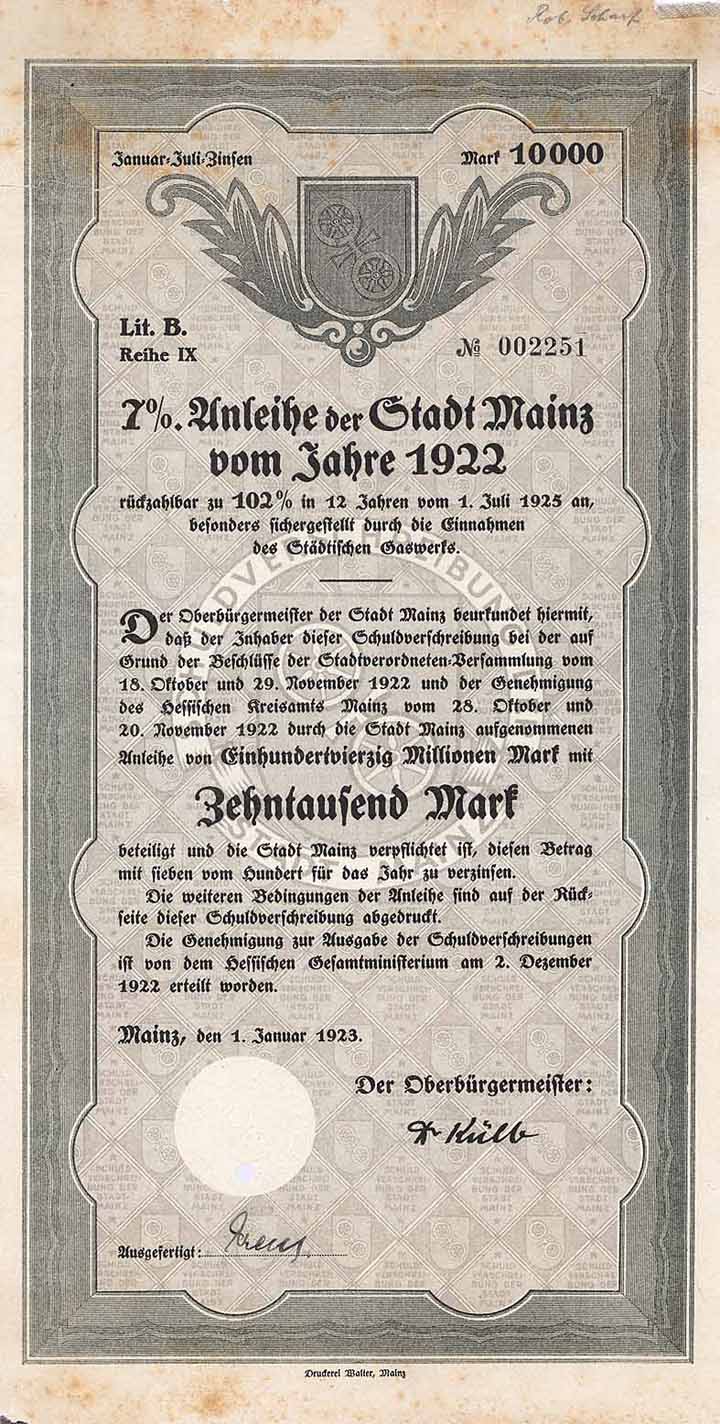 Rob. Scharf
Januar-Juli-Zinsen
Mark 10000
Lit. B.
Reihe IX
№ 002251
7%. Anleihe der Stadt Mainz
vom Jahre 1922
rückzahlbar zu 102% in 12 Jahren vom 1. Juli 1925 an,
besonders sichergestellt durch die Einnahmen
des Städtischen Gaswerks.
Der Oberbürgermeister der Stadt Mainz beurkundet hiermit,
daß der Inhaber dieser Schuldverschreibung bei der auf
Grund der Beschlüsse der Stadtverordneten-Versammlung vom
18. Oktober und 29. November 1922 und der Genehmigung
des Hessischen Kreisamts Mainz vom 28. Oktober und
20. November 1922 durch die Stadt Mainz aufgenommenen
Anleihe von Einhundertvierzig Millionen Mark mit
Zehntausend Mark
beteiligt und die Stadt Mainz verpflichtet ist, diesen Betrag
mit sieben vom Hundert für das Jahr zu verzinsen.
Die weiteren Bedingungen der Anleihe sind auf der Rück-
seite dieser Schuldverschreibung abgedruckt.
Die Genehmigung zur Ausgabe der Schuldverschreibungen
ist von dem Hessischen Gesamtministerium am 2. Dezember
1922 erteilt worden.
Mainz, den 1. Januar 1923.
Der Oberbürgermeister:
Dr Külb
Ausgefertigt:
Druckerei Walter, Mainz